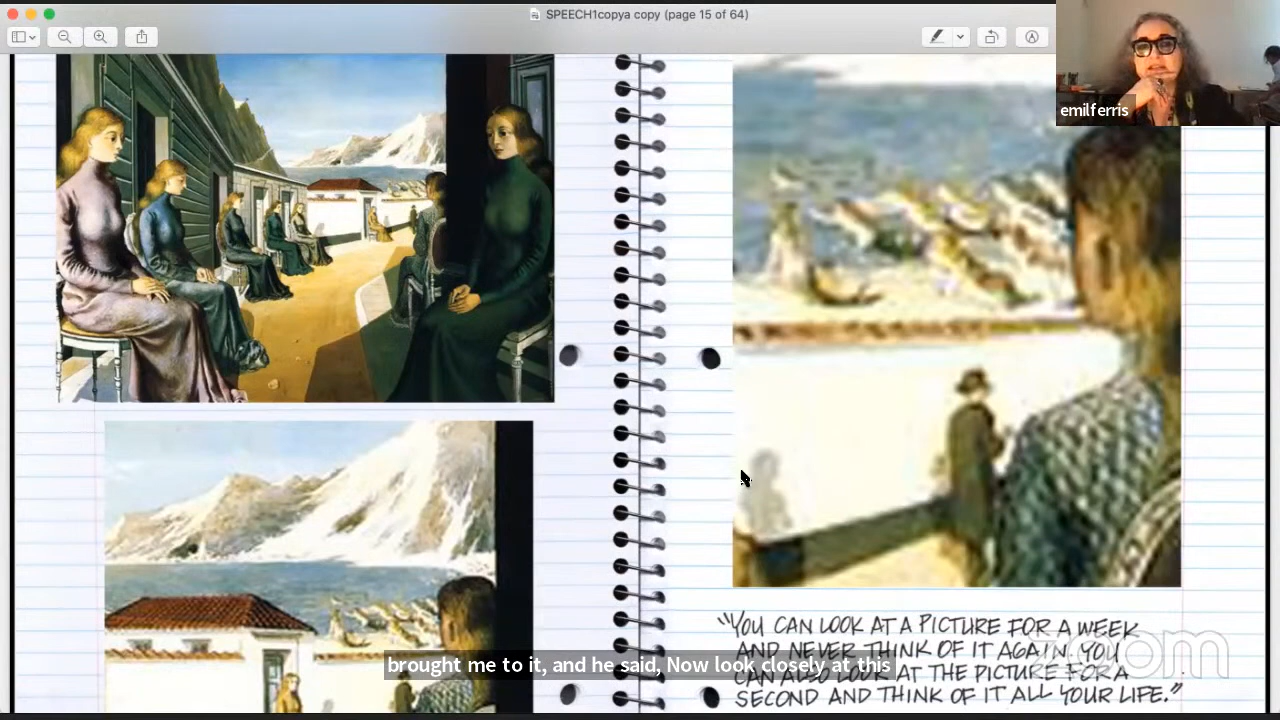 SPEECH1copya copy (page 15 of 64)
emilferris
"YOU CAN LOOK AT A PICTURE FOR A WEEK
AND NEVER THINK OF IT AGAIN. YOU
CAN ALSO LOOK AT THE PICTURE FOR A
SECOND AND THINK OF IT ALL YOUR LIFE."
brought me to it, and he said, Now look closely at this
zoom